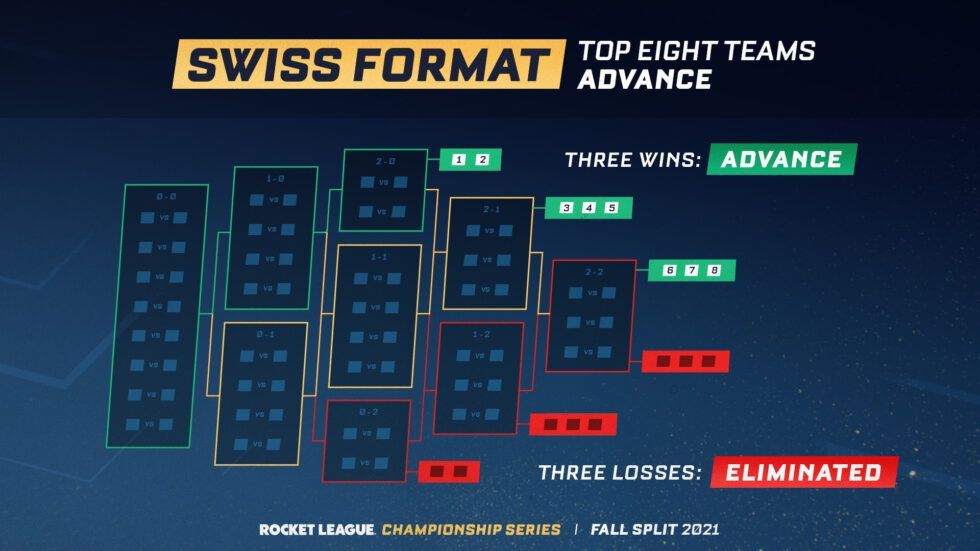 SWISS FORMAT
TOP EIGHT TEAMS
ADVANCE
THREE WINS: ADVANCE
0-0
VS
VS
VS
VS
VS
VS
VS
VS
1-0
VS
VS
VS
VS
0-1
VS
VS
VS
VS
2-0
VS
VS
1 2
1-1
VS
VS
VS
VS
0-2
VS
VS
2-1
VS
VS
VS
3 4 5
1-2
VS
VS
VS
2-2
VS
VS
VS
6 7 8
THREE LOSSES: ELIMINATED
ROCKET LEAGUE. CHAMPIONSHIP SERIES | FALL SPLIT 2021